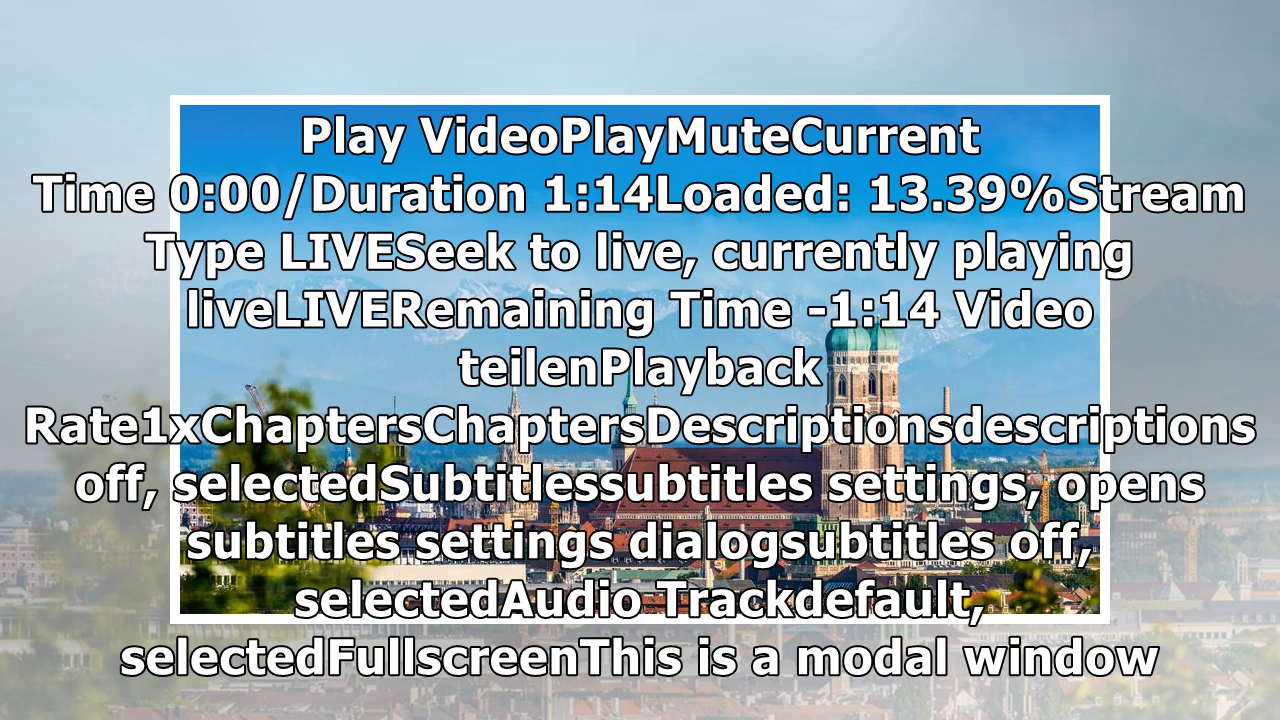 Play VideoPlayMuteCurrent
Time 0:00/Duration 1:14Loaded: 13.39%Stream
Type LIVESeek to live, currently playing
liveLIVERemaining Time -1:14 Video
teilenPlayback
Rate1xChaptersChaptersDescriptionsdescriptions
off, selectedSubtitlessubtitles settings, opens
subtitles settings dialogsubtitles off,
selectedAudio Trackdefault,
selectedFullscreenThis is a modal window